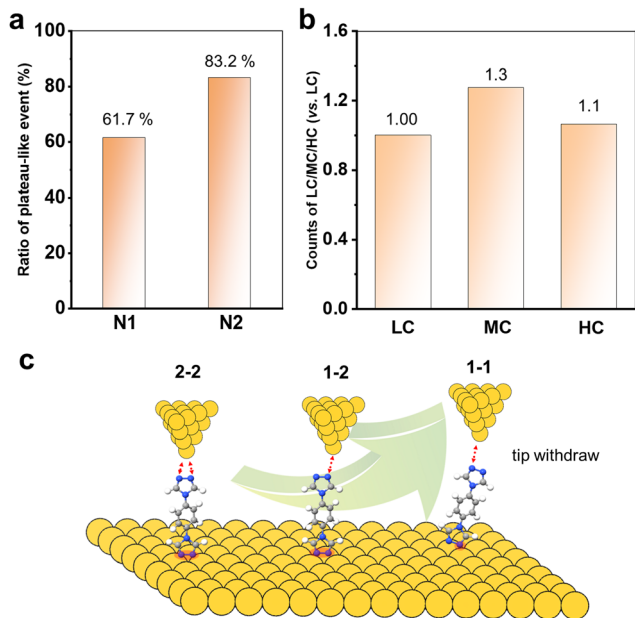 a
Ratio of plateau-like event (%)
100
80
60
40
20
0
61.7 %
83.2 %
N1
N2
b
Counts of LC/MC/HC (vs. LC)
1.6
1.2
0.8
0.4
0.0
1.00
1.3
1.1
LC
MC
HC
c
2-2
1-2
1-1
tip withdraw